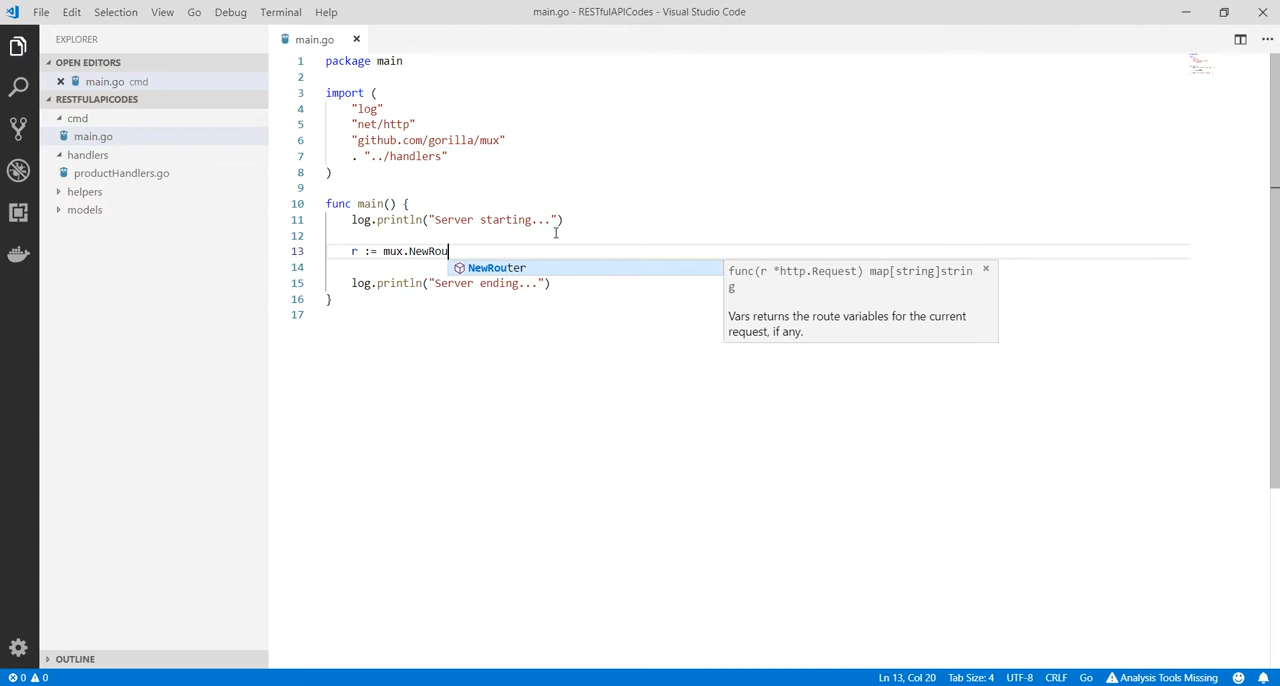 File Edit Selection View Go Debug Terminal Help
main.go - RESTfulAPICodes - Visual Studio Code
EXPLORER
OPEN EDITORS
main.go cmd
RESTFULAPICODES
cmd
main.go
handlers
productHandlers.go
helpers
models
OUTLINE
main.go
1 package main
2
3 import (
4 "log"
5 "net/http"
6 "github.com/gorilla/mux"
7 . "../handlers"
8 )
9
10 func main() {
11 log.println("Server starting...")
12
13 r := mux.NewRou
NewRouter
func(r *http.Request) map[string]strin
g
Vars returns the route variables for the current
request, if any.
14
15 log.println("Server ending...")
16 }
17
0 0
Ln 13, Col 20 Tab Size: 4 UTF-8 CRLF Go Analysis Tools Missing